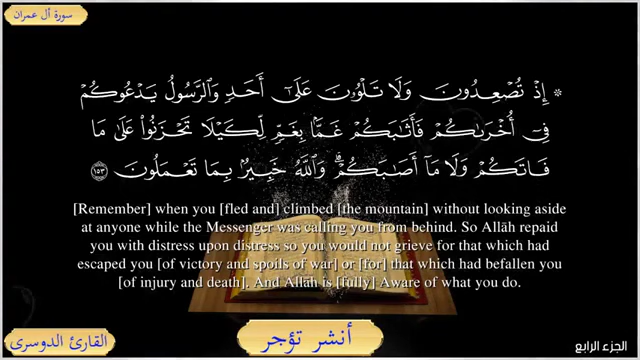 سورة آل عمران
۞ إِذْ تُصْعِدُونَ وَلَا تَلْوُۥنَ عَلَىٰٓ أَحَدٍ وَٱلرَّسُولُ يَدْعُوكُمْ
فِىٓ أُخْرَىٰكُمْ فَأَثَٰبَكُمْ غَمًّۢا بِغَمٍّ لِّكَيْلَا تَحْزَنُوا۟ عَلَىٰ مَا
فَاتَكُمْ وَلَا مَآ أَصَٰبَكُمْ ۗ وَٱللَّهُ خَبِيرٌۢ بِمَا تَعْمَلُونَ ١٥٣
[Remember] when you [fled and] climbed [the mountain] without looking aside
at anyone while the Messenger was calling you from behind. So Allāh repaid
you with distress upon distress so you would not grieve for that which had
escaped you [of victory and spoils of war] or [for] that which had befallen you
[of injury and death]. And Allāh is [fully] Aware of what you do.
القارئ الدوسرى
أنشر تؤجر
الجزء الرابع